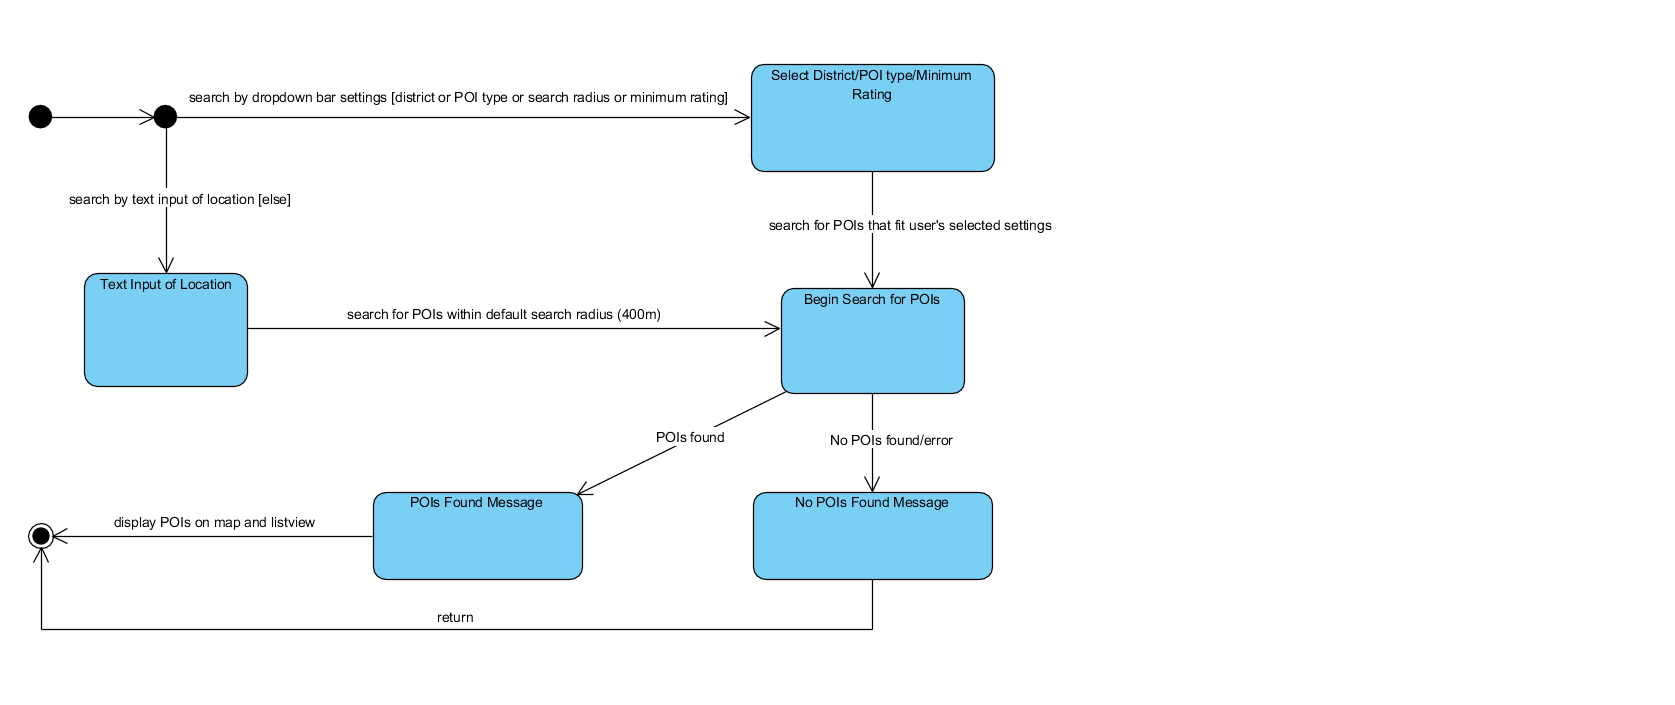 Select District/POI type/Minimum
Rating
search by dropdown bar settings [district or POI type or search radius or minimum rating]
search by text input of location [else]
search for POIs that fit user's selected settings
Text Input of Location
Begin Search for POIs
search for POIs within default search radius (400m)
POIs found
No POIs found/error
POIs Found Message
No POIs Found Message
display POIs on map and listview
return